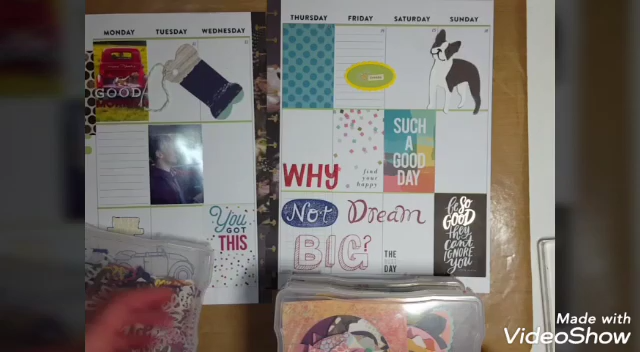 MONDAY TUESDAY WEDNESDAY
THURSDAY FRIDAY SATURDAY SUNDAY
GOOD
SUCH
A
GOOD
DAY
WHY
find
your
happy
Not Dream
BIG?
You
GOT
THIS
THE
DAY
Be SO
GOOD
they
can't
IGNORE
YOU
Made with
VideoShow